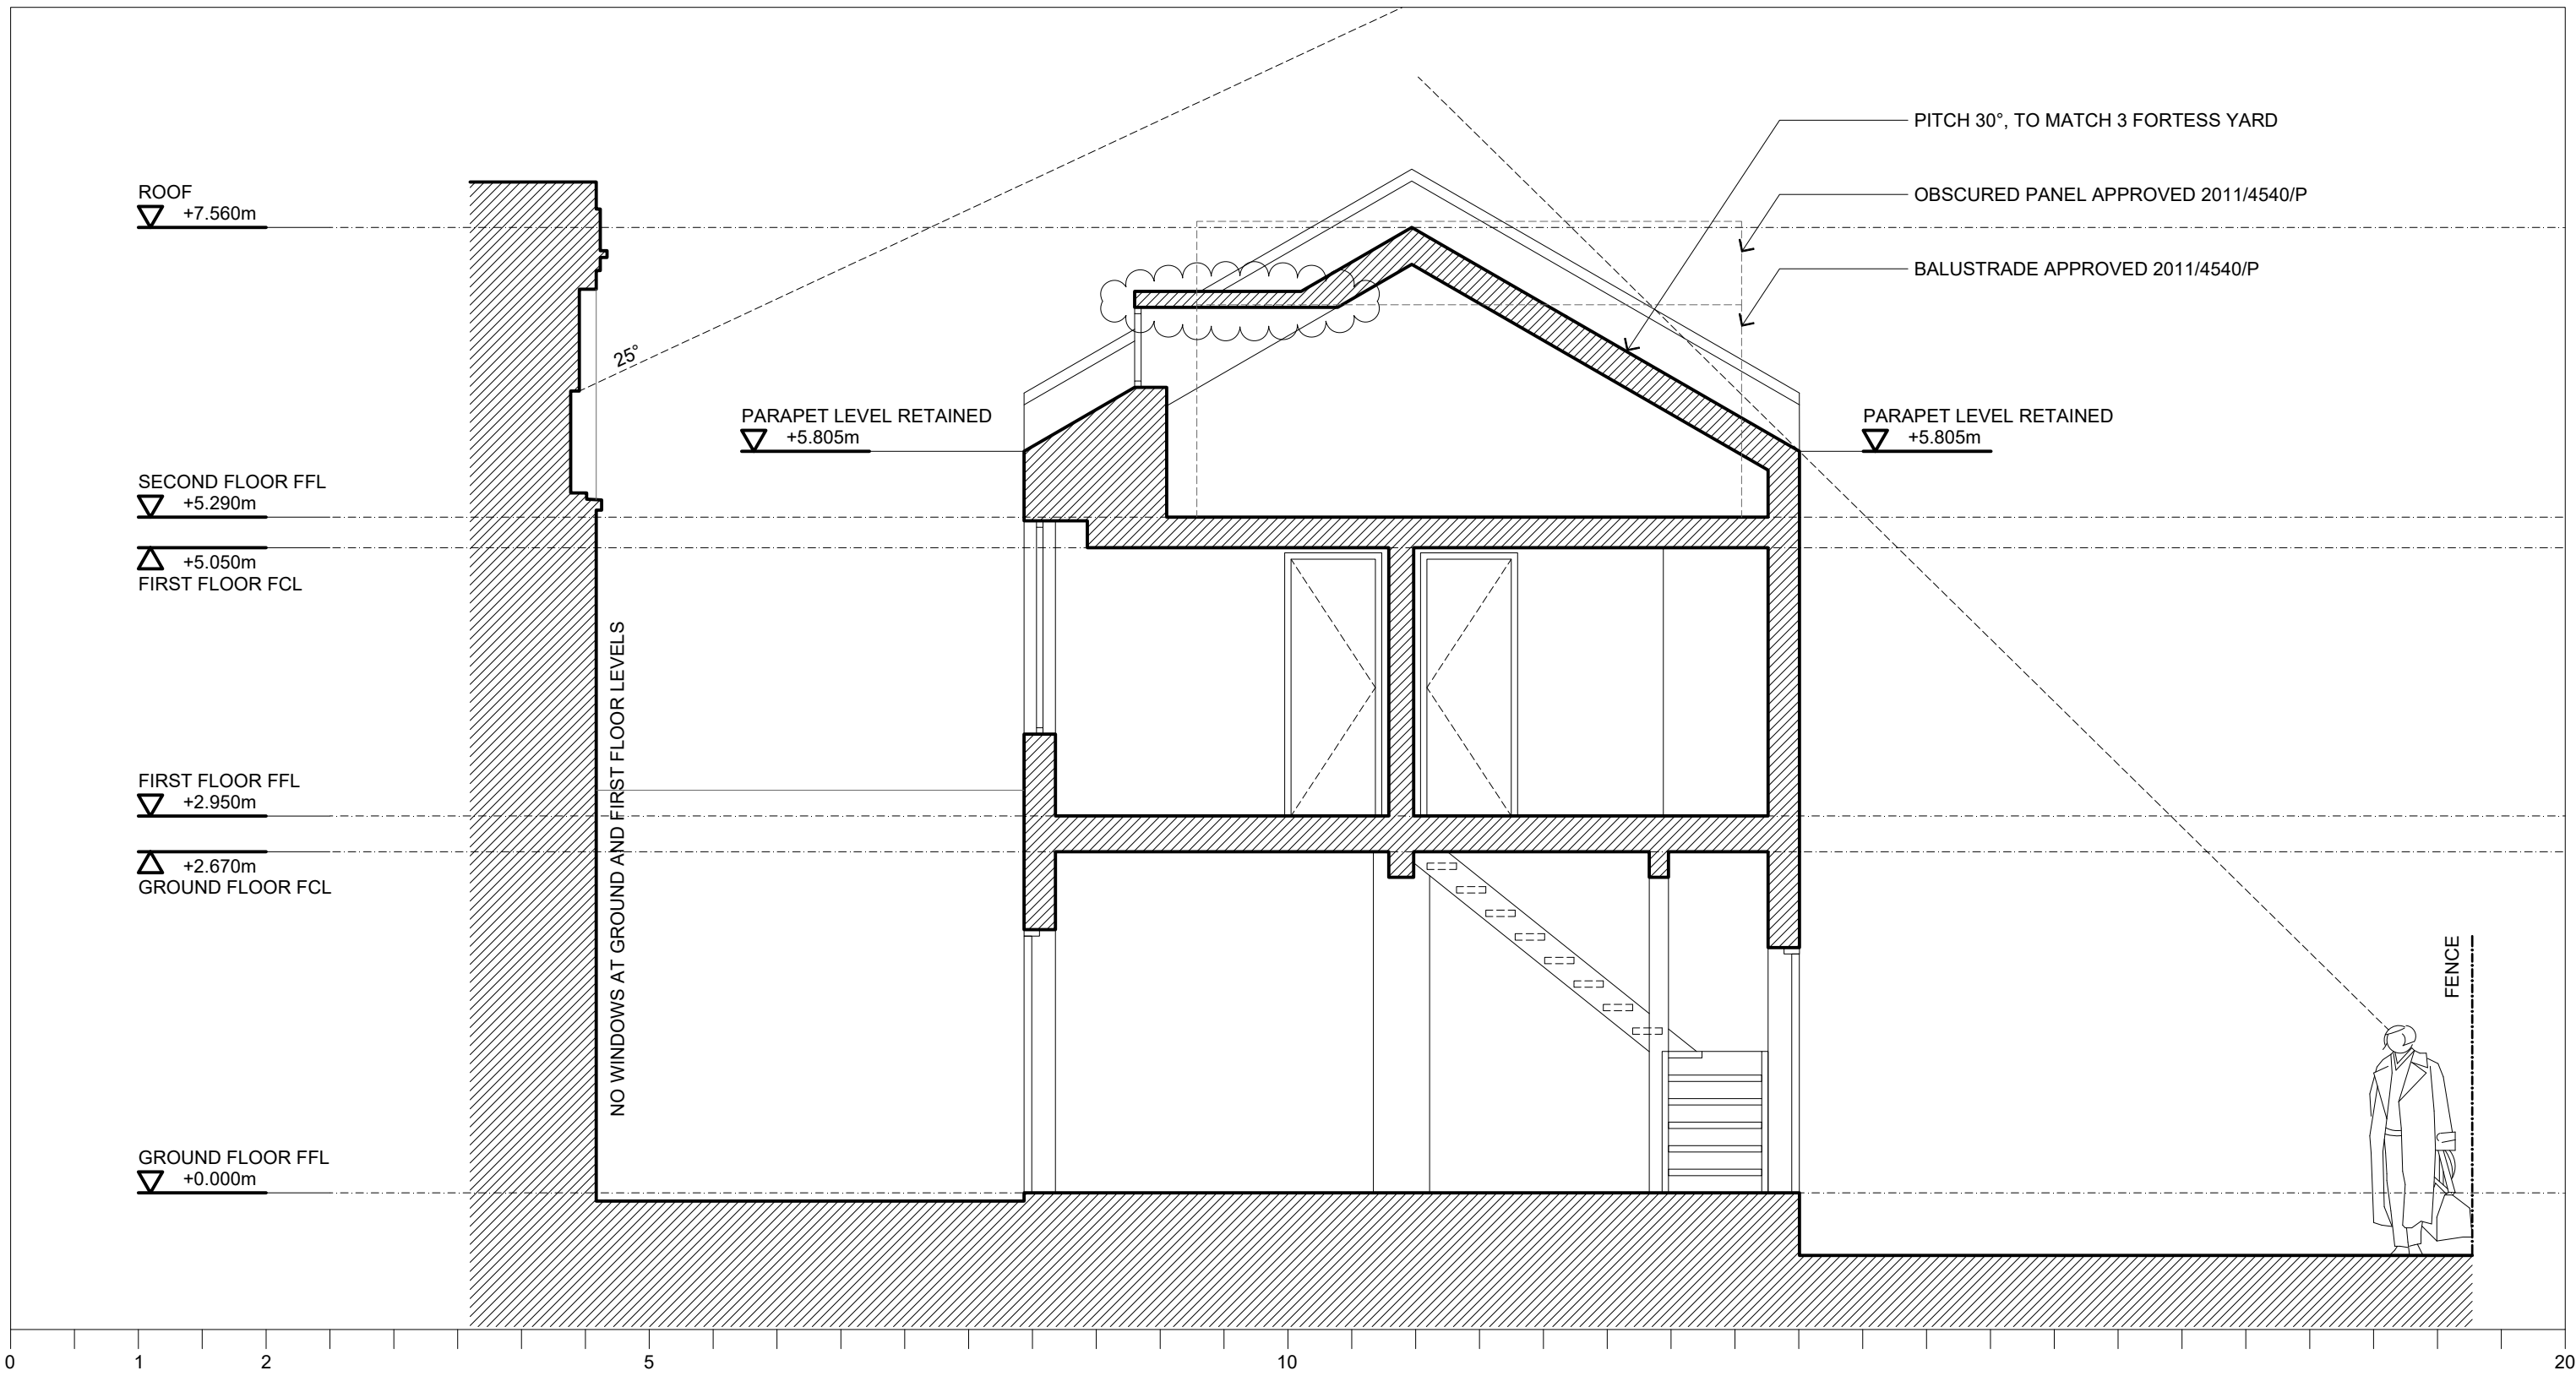 PITCH 30°, TO MATCH 3 FORTESS YARD
OBSCURED PANEL APPROVED 2011/4540/P
BALUSTRADE APPROVED 2011/4540/P
ROOF
+7.560m
25°
PARAPET LEVEL RETAINED
+5.805m
PARAPET LEVEL RETAINED
+5.805m
SECOND FLOOR FFL
+5.290m
+5.050m
FIRST FLOOR FCL
NO WINDOWS AT GROUND AND FIRST FLOOR LEVELS
FIRST FLOOR FFL
+2.950m
+2.670m
GROUND FLOOR FCL
FENCE
GROUND FLOOR FFL
+0.000m
0 1 2 5 10 20